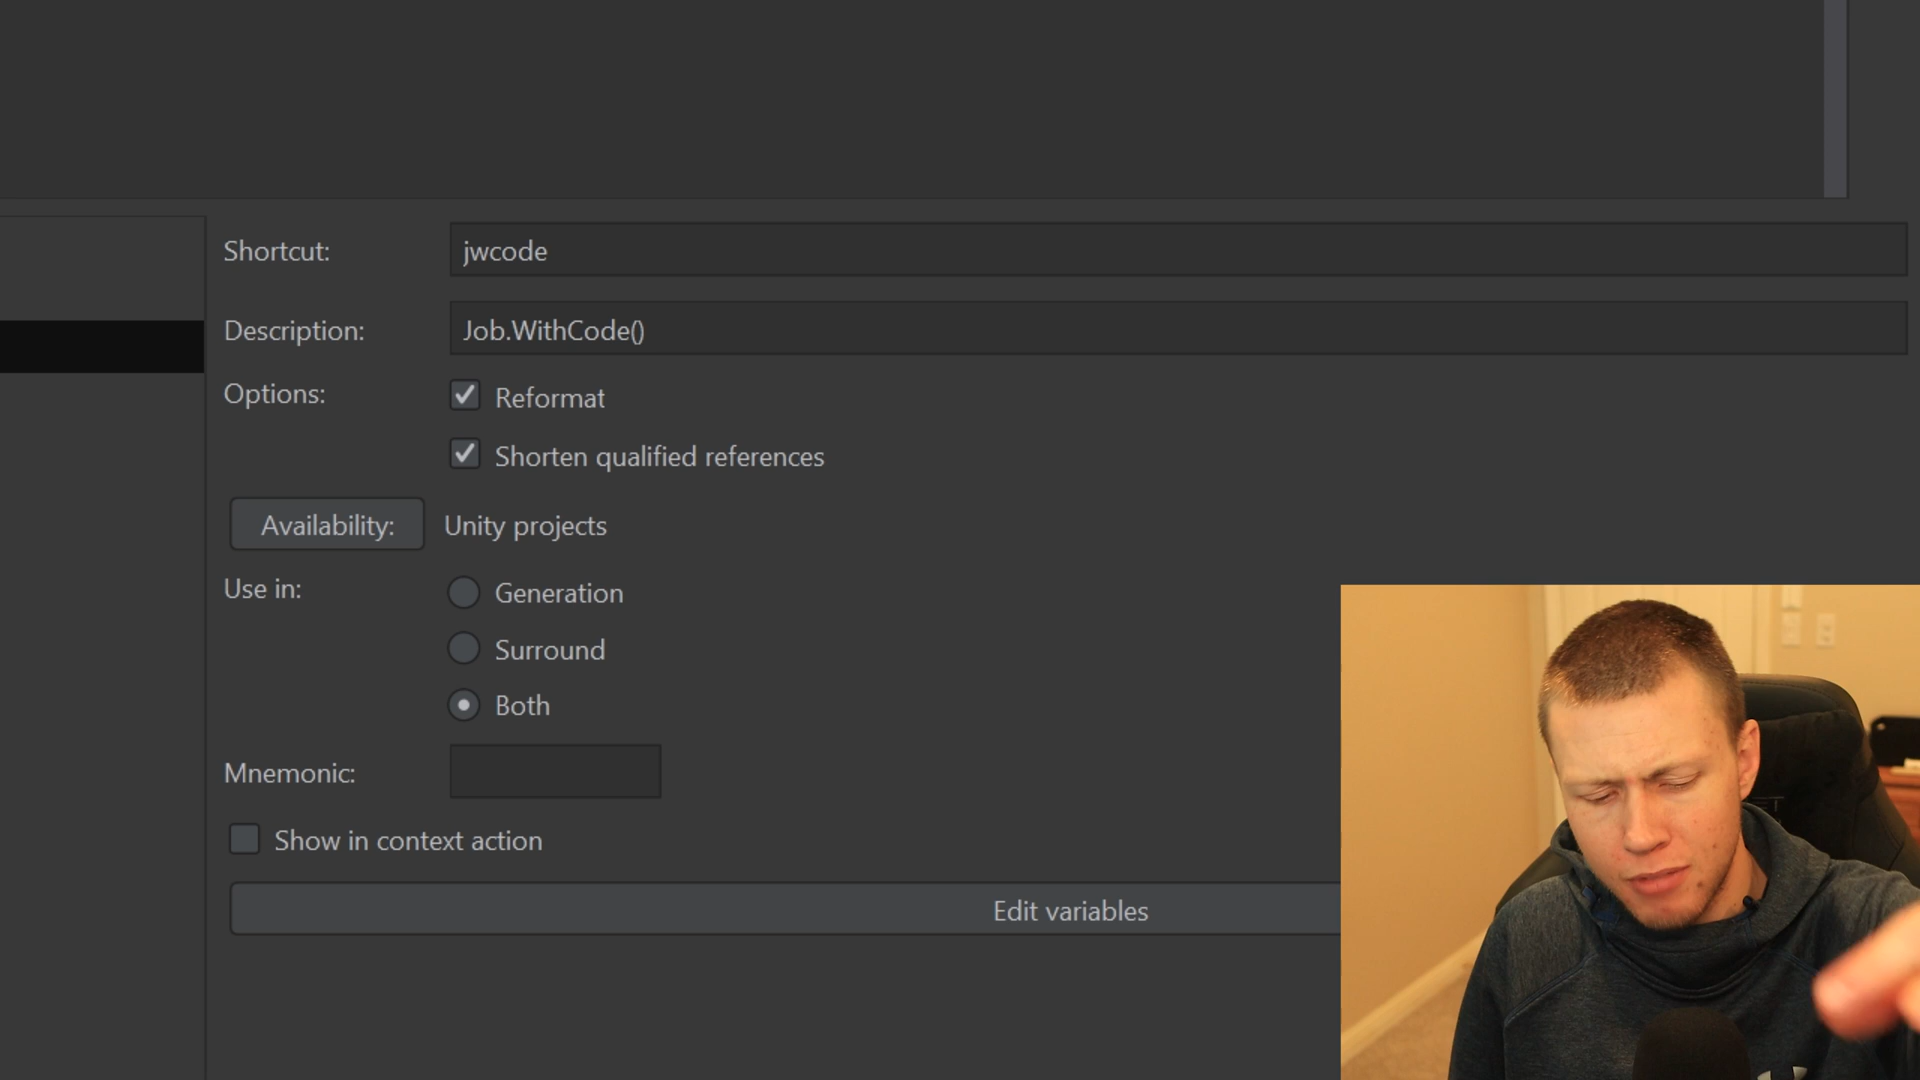 Shortcut: jwcode
Description: Job.WithCode()
Options: Reformat
Shorten qualified references
Availability: Unity projects
Use in: Generation
Surround
Both
Mnemonic:
Show in context action
Edit variables